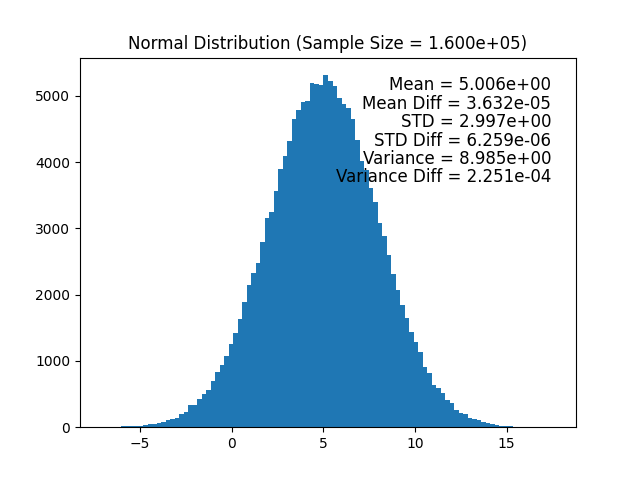 Normal Distribution (Sample Size = 1.600e+05)
Mean = 5.006e+00
Mean Diff = 3.632e-05
STD = 2.997e+00
STD Diff = 6.259e-06
Variance = 8.985e+00
Variance Diff = 2.251e-04
5000
4000
3000
2000
1000
0
−5 0 5 10 15